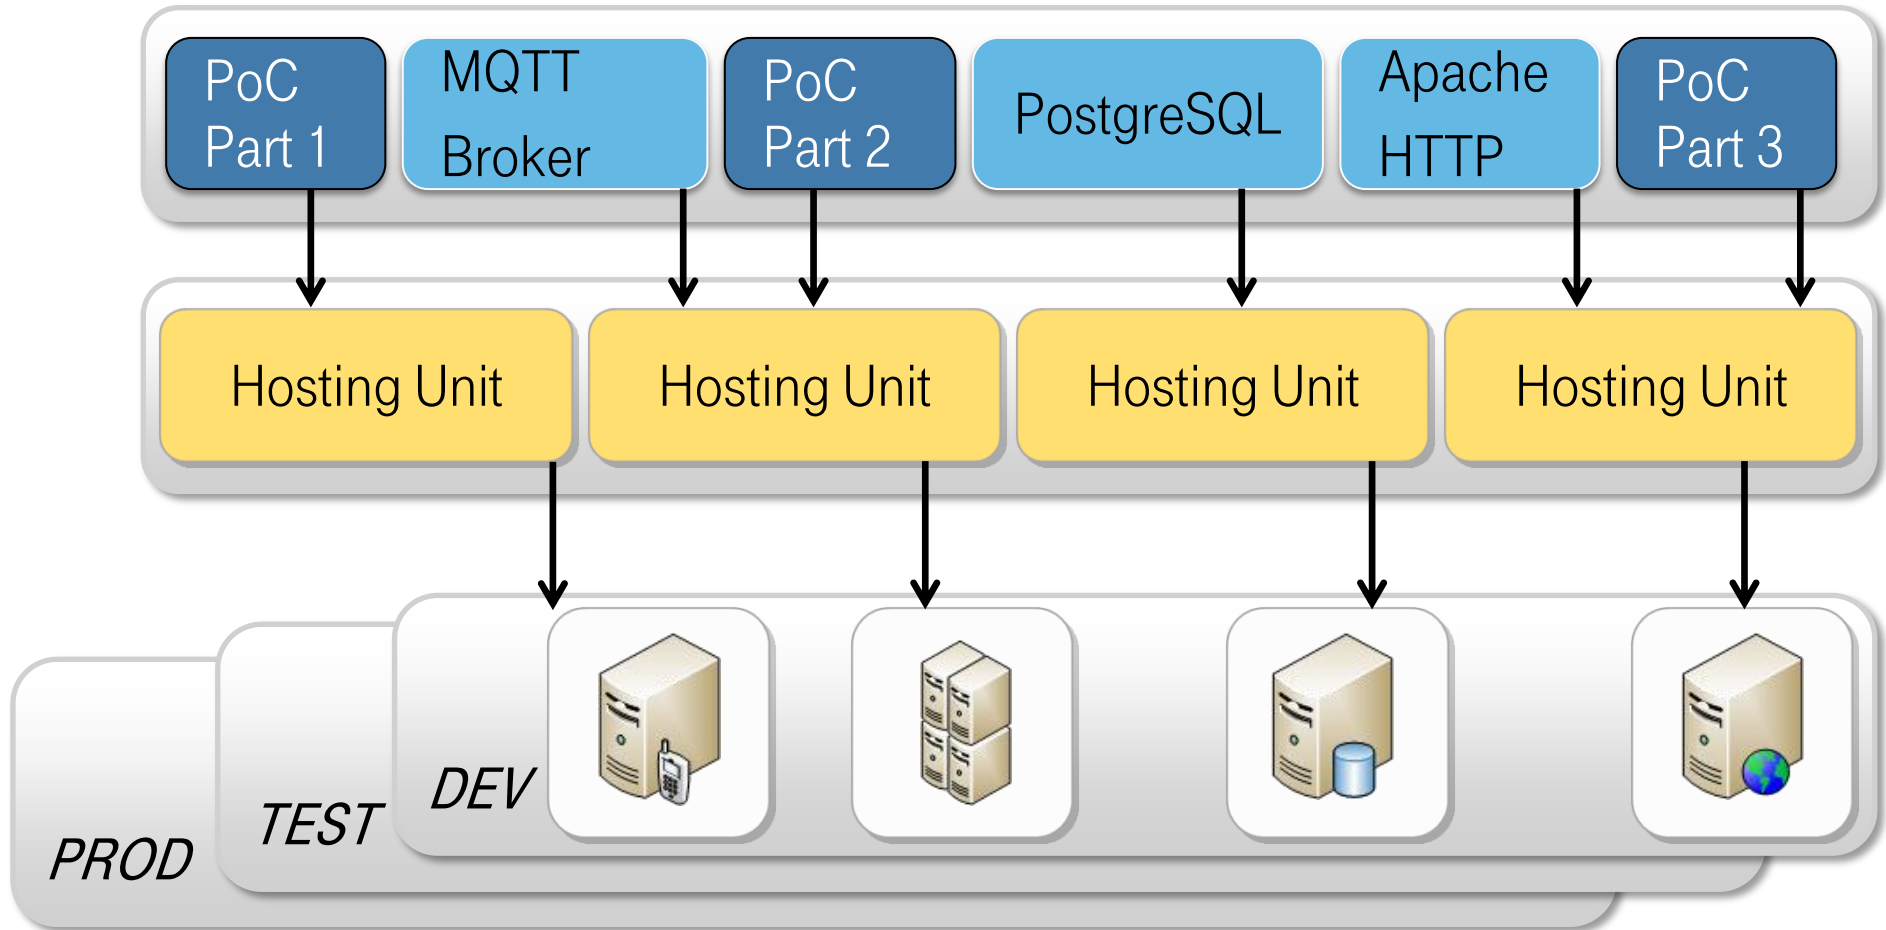 PoC
Part 1
MQTT
Broker
PoC
Part 2
PostgreSQL
Apache
HTTP
PoC
Part 3
Hosting Unit
Hosting Unit
Hosting Unit
Hosting Unit
DEV
TEST
PROD